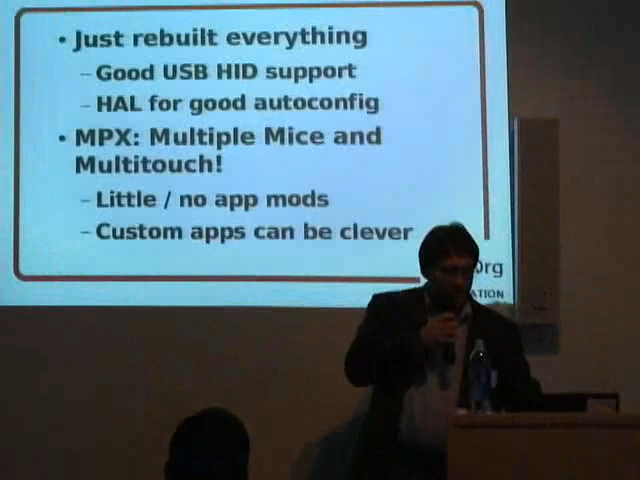 • Just rebuilt everything
– Good USB HID support
– HAL for good autoconfig
• MPX: Multiple Mice and
Multitouch!
– Little / no app mods
– Custom apps can be clever